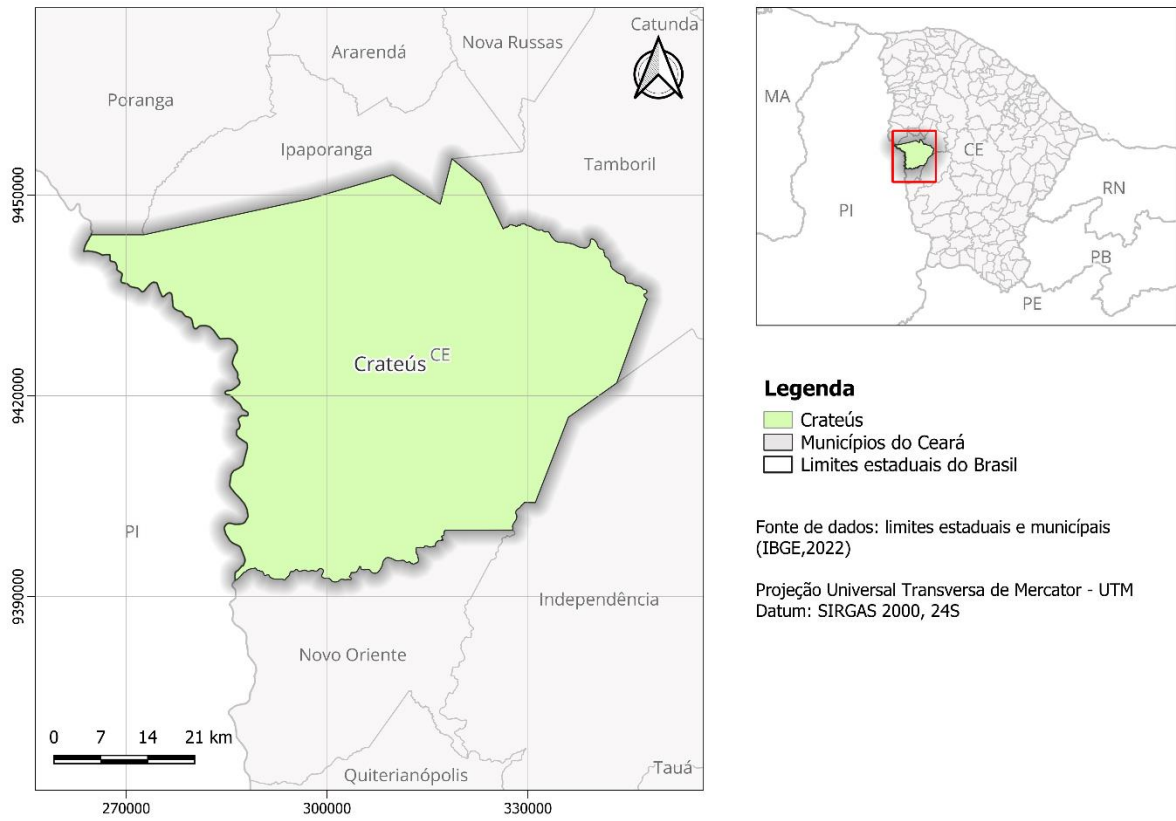 Catunda
Nova Russas
Ararendá
Poranga
Ipaporanga
Tamboril
9450000
Crateús CE
9420000
PI
9390000
Independência
Novo Oriente
0 7 14 21 km
Tauá
Quiterianópolis
270000 300000 330000
MA
CE
RN
PI
PB
PE
Legenda
Crateús
Municípios do Ceará
Limites estaduais do Brasil
Fonte de dados: limites estaduais e municípais
(IBGE,2022)
Projeção Universal Transversa de Mercator - UTM
Datum: SIRGAS 2000, 24S